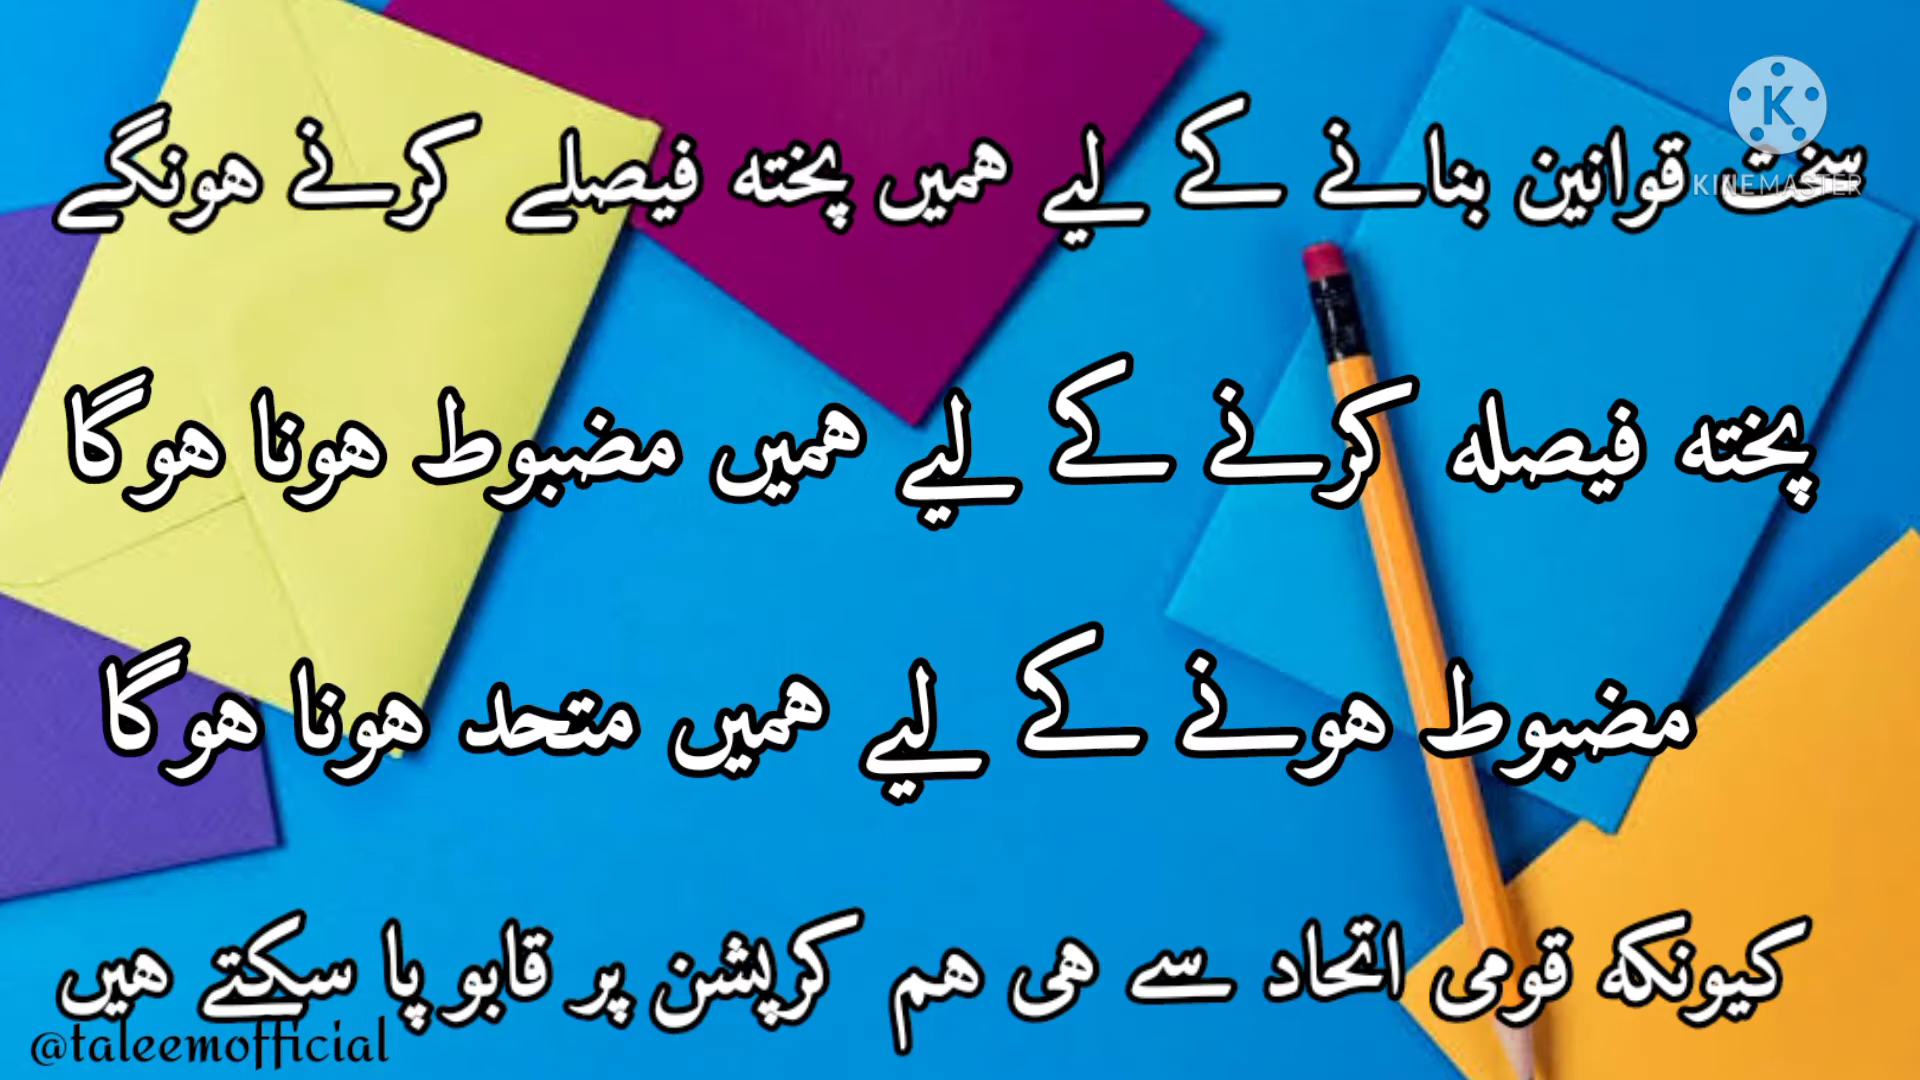 سخت قوانین بنانے کے لیے ہمیں پختہ فیصلے کرنے ہونگے
پختہ فیصلہ کرنے کے لیے ہمیں مضبوط ہونا ہوگا
مضبوط ہونے کے لیے ہمیں متحد ہونا ہوگا
کیونکہ قومی اتحاد سے ہی ہم کرپشن پر قابو پا سکتے ہیں
@taleemofficial
K
KINEMASTER